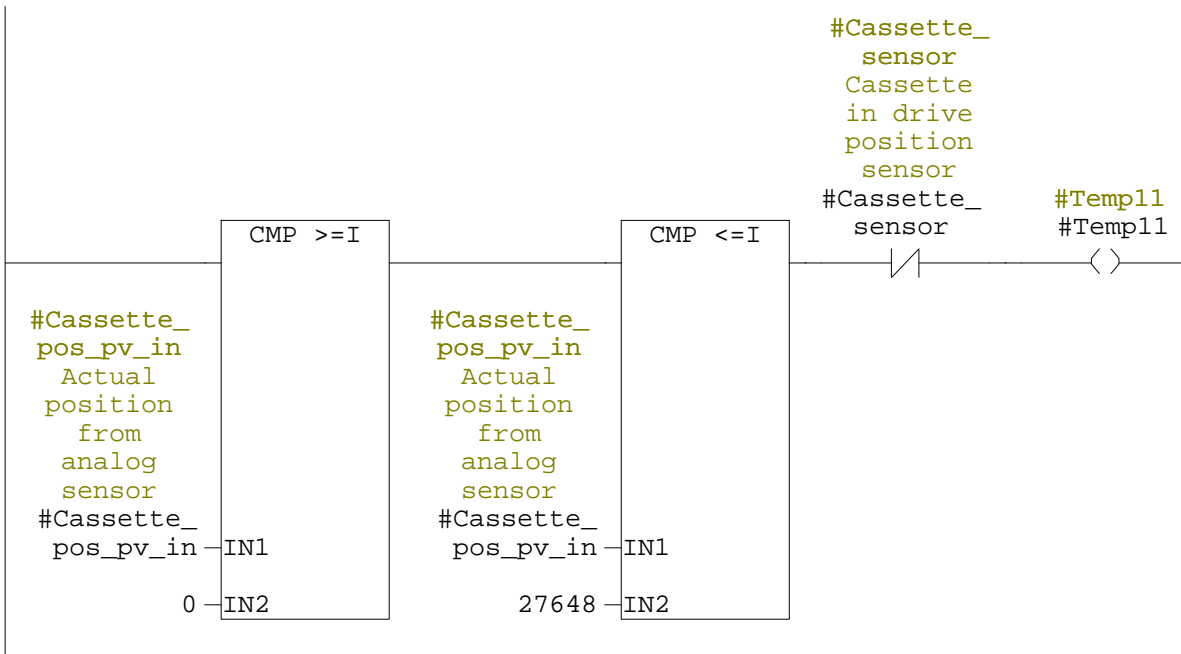 #Cassette_
sensor
Cassette
in drive
position
sensor
#Cassette_
sensor
#Temp11
#Temp11
CMP >=I
CMP <=I
#Cassette_
pos_pv_in
Actual
position
from
analog
sensor
#Cassette_
pos_pv_in
IN1
0
IN2
#Cassette_
pos_pv_in
Actual
position
from
analog
sensor
#Cassette_
pos_pv_in
IN1
27648
IN2